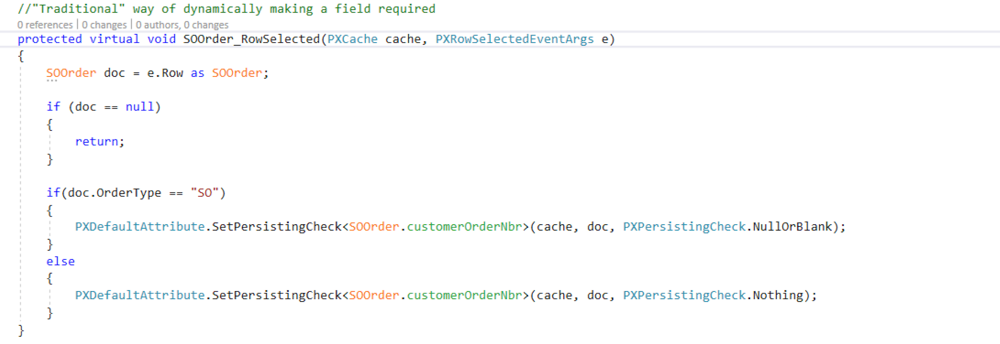 //"Traditional" way of dynamically making a field required
0 references | 0 changes | 0 authors, 0 changes
protected virtual void SOOrder_RowSelected(PXCache cache, PXRowSelectedEventArgs e)
{
    SOOrder doc = e.Row as SOOrder;

    if (doc == null)
    {
        return;
    }

    if(doc.OrderType == "SO")
    {
        PXDefaultAttribute.SetPersistingCheck<SOOrder.customerOrderNbr>(cache, doc, PXPersistingCheck.NullOrBlank);
    }
    else
    {
        PXDefaultAttribute.SetPersistingCheck<SOOrder.customerOrderNbr>(cache, doc, PXPersistingCheck.Nothing);
    }
}